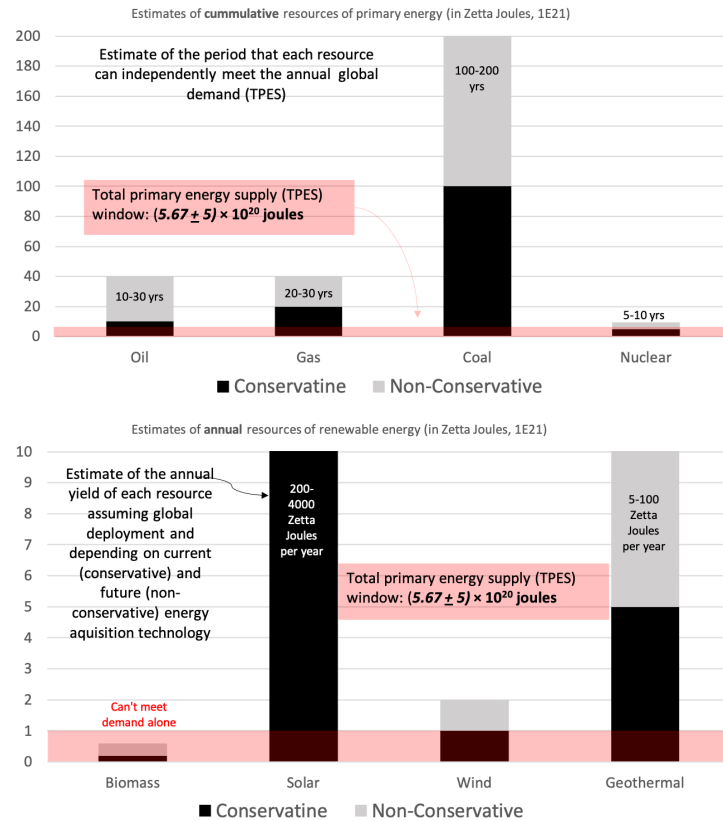 Estimates of cummulative resources of primary energy (in Zetta Joules, 1E21)
200
180
160
140
120
100
80
60
40
20
0
Estimate of the period that each resource
can independently meet the annual global
demand (TPES)
100-200
yrs
Total primary energy supply (TPES)
window: (5.67 ± 5) × 10²⁰ joules
10-30 yrs
20-30 yrs
5-10 yrs
Oil
Gas
Coal
Nuclear
Conservatine
Non-Conservative
Estimates of annual resources of renewable energy (in Zetta Joules, 1E21)
10
9
8
7
6
5
4
3
2
1
0
Estimate of the annual
yield of each resource
assuming global
deployment and
depending on current
(conservative) and
future (non-
conservative) energy
aquisition technology
200-
4000
Zetta
Joules
per year
5-100
Zetta
Joules
per year
Total primary energy supply (TPES)
window: (5.67 ± 5) × 10²⁰ joules
Can't meet
demand alone
Biomass
Solar
Wind
Geothermal
Conservatine
Non-Conservative